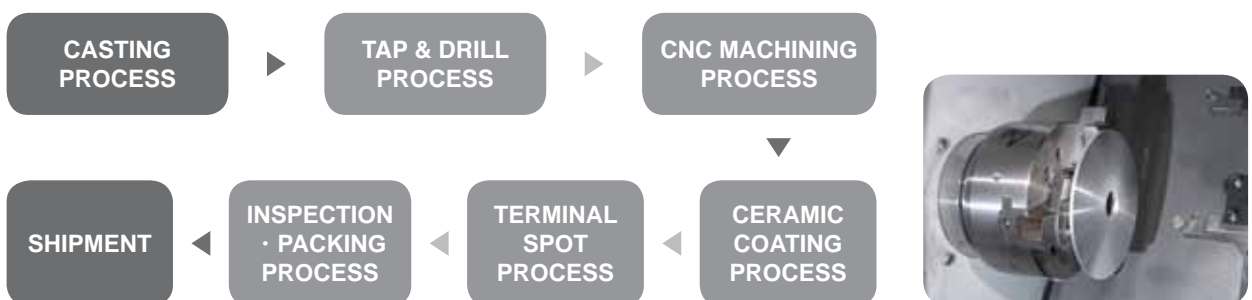 CASTING
PROCESS
TAP & DRILL
PROCESS
CNC MACHINING
PROCESS
CERAMIC
COATING
PROCESS
TERMINAL
SPOT
PROCESS
INSPECTION
· PACKING
PROCESS
SHIPMENT